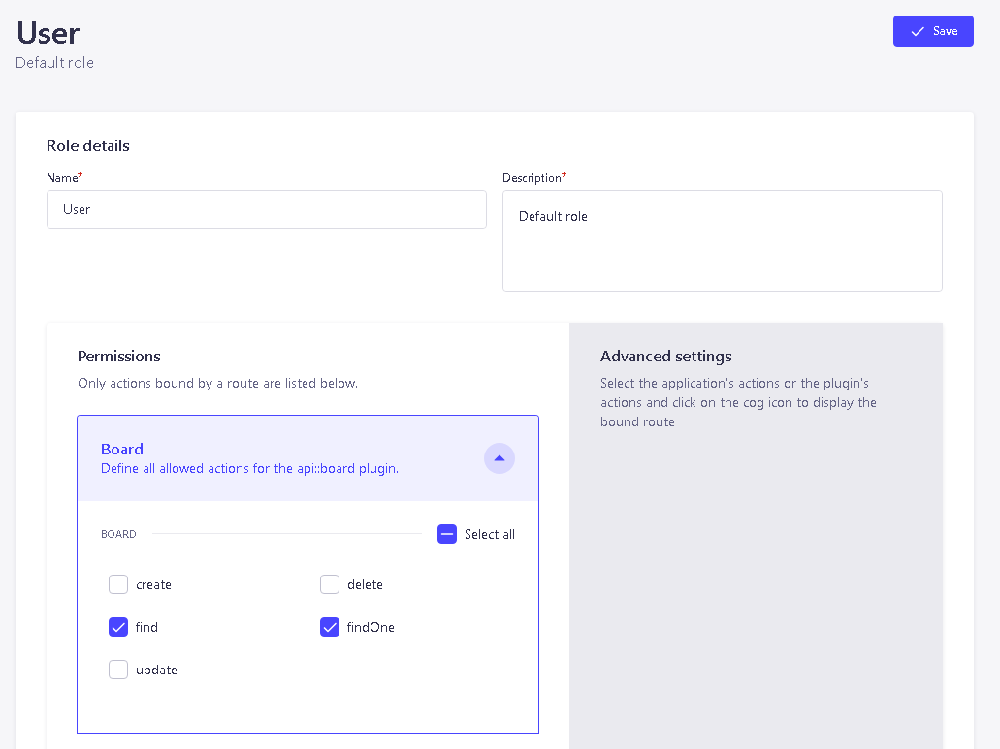 User
Save
Default role
Role details
Name*
Description*
User
Default role
Permissions
Only actions bound by a route are listed below.
Advanced settings
Select the application's actions or the plugin's
actions and click on the cog icon to display the
bound route
Board
Define all allowed actions for the api::board plugin.
BOARD
Select all
create
delete
find
findOne
update